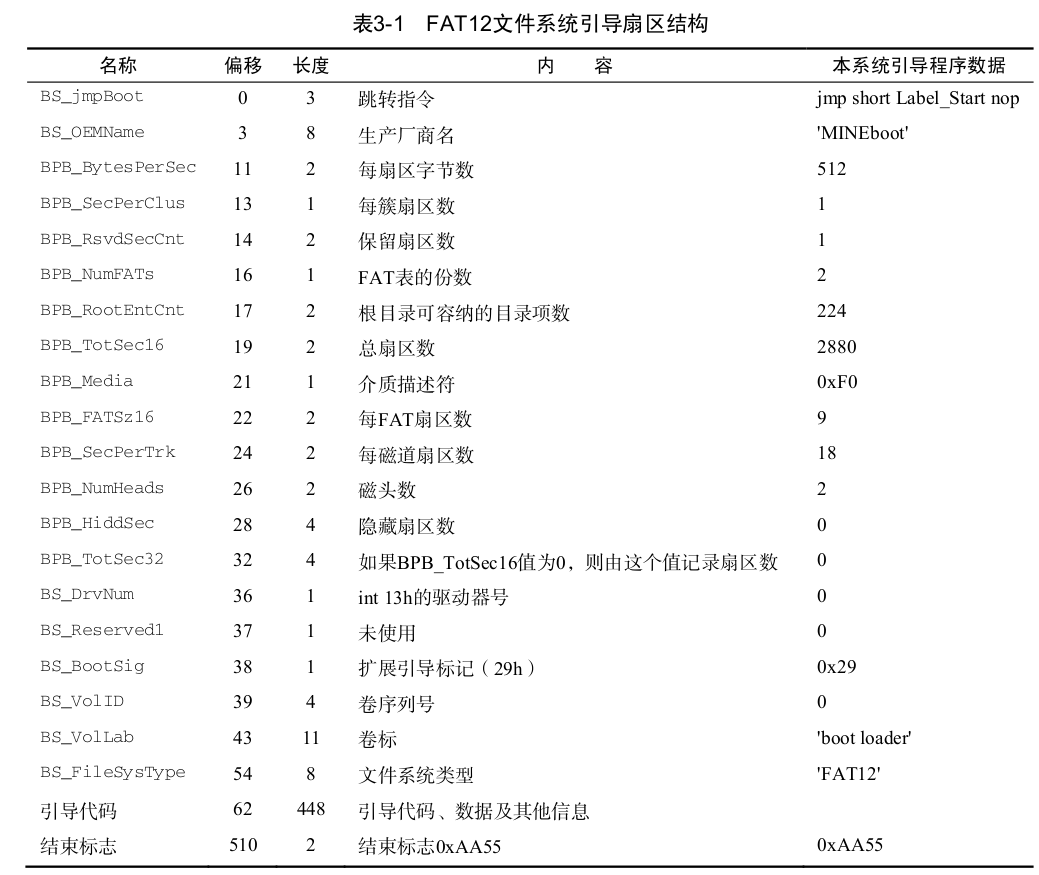 表3-1 FAT12文件系统引导扇区结构
名称 偏移 长度 内 容 本系统引导程序数据
BS_jmpBoot 0 3 跳转指令 jmp short Label_Start nop
BS_OEMName 3 8 生产厂商名 'MINEboot'
BPB_BytesPerSec 11 2 每扇区字节数 512
BPB_SecPerClus 13 1 每簇扇区数 1
BPB_RsvdSecCnt 14 2 保留扇区数 1
BPB_NumFATs 16 1 FAT表的份数 2
BPB_RootEntCnt 17 2 根目录可容纳的目录项数 224
BPB_TotSec16 19 2 总扇区数 2880
BPB_Media 21 1 介质描述符 0xF0
BPB_FATSz16 22 2 每FAT扇区数 9
BPB_SecPerTrk 24 2 每磁道扇区数 18
BPB_NumHeads 26 2 磁头数 2
BPB_HiddSec 28 4 隐藏扇区数 0
BPB_TotSec32 32 4 如果BPB_TotSec16值为0，则由这个值记录扇区数 0
BS_DrvNum 36 1 int 13h的驱动器号 0
BS_Reserved1 37 1 未使用 0
BS_BootSig 38 1 扩展引导标记（29h） 0x29
BS_VolID 39 4 卷序列号 0
BS_VolLab 43 11 卷标 'boot loader'
BS_FileSysType 54 8 文件系统类型 'FAT12'
引导代码 62 448 引导代码、数据及其他信息
结束标志 510 2 结束标志0xAA55 0xAA55